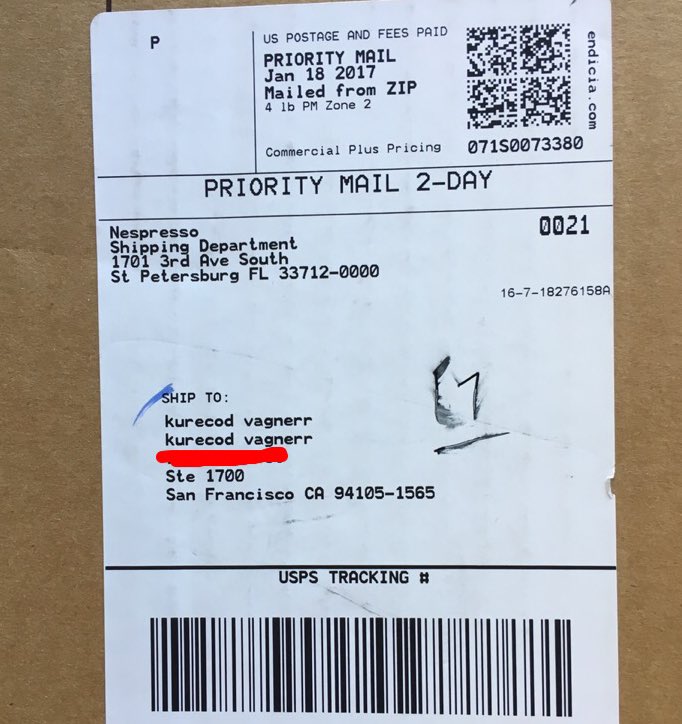 P
US POSTAGE AND FEES PAID
PRIORITY MAIL
Jan 18 2017
Mailed from ZIP
4 lb PM Zone 2
Commercial Plus Pricing
endicia.com
071S0073380
PRIORITY MAIL 2-DAY
Nespresso
Shipping Department
1701 3rd Ave South
St Petersburg FL 33712-0000
0021
16-7-18276158A
SHIP TO:
kurecod vagnerr
kurecod vagnerr
Ste 1700
San Francisco CA 94105-1565
USPS TRACKING #